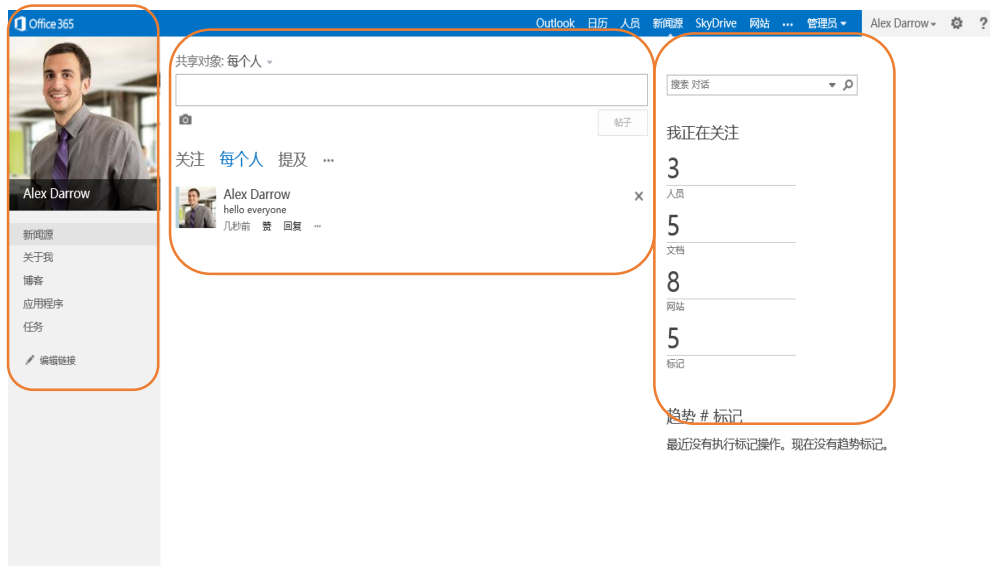 Office 365
Outlook 日历 人员 新闻源 SkyDrive 网站 ••• 管理员 Alex Darrow ?
Alex Darrow
新闻源
关于我
博客
应用程序
任务
编辑链接
共享对象: 每个人
帖子
关注 每个人 提及 •••
Alex Darrow
hello everyone
几秒前 赞 回复 •••
搜索 对话
我正在关注
3
人员
5
文档
8
网站
5
标记
趋势 # 标记
最近没有执行标记操作。现在没有趋势标记。